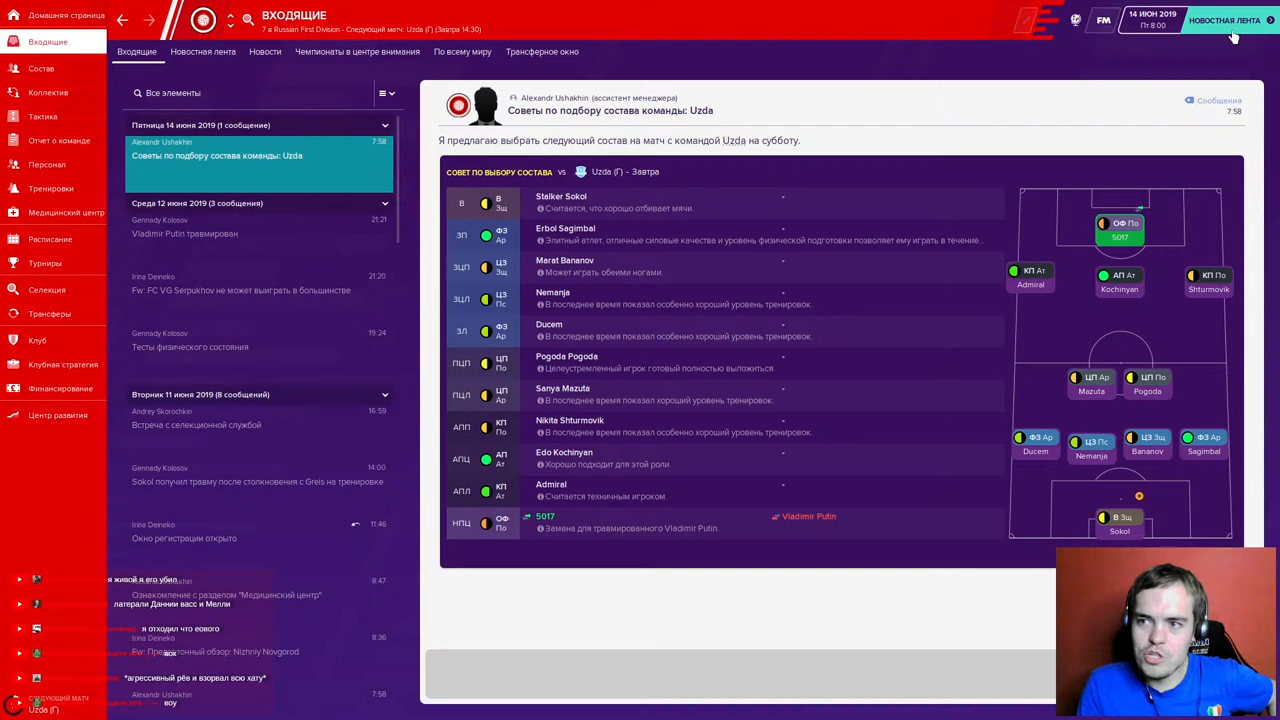 Домашняя страница
Входящие
Состав
Коллектив
Тактика
Отчет о команде
Персонал
Тренировки
Медицинский центр
Расписание
Турниры
Селекция
Трансферы
Клуб
Клубная стратегия
Финансирование
Центр развития
СЛЕДУЮЩИЙ МАТЧ
Uzda (Г)
ВХОДЯЩИЕ
7 в Russian First Division - Следующий матч: Uzda (Г) (Завтра 14:30)
FM
14 ИЮН 2019
Пт 8:00
НОВОСТНАЯ ЛЕНТА
Входящие
Новостная лента
Новости
Чемпионаты в центре внимания
По всему миру
Трансферное окно
Все элементы
Пятница 14 июня 2019 (1 сообщение)
Alexandr Ushakhin 7:58
Советы по подбору состава команды: Uzda
Среда 12 июня 2019 (3 сообщения)
Gennady Kolosov 21:21
Vladimir Putin травмирован
Irina Deineko 21:20
Fw: FC VG Serpukhov не может выиграть в большинстве
Gennady Kolosov 19:24
Тесты физического состояния
Вторник 11 июня 2019 (8 сообщений)
Andrey Skorochkin 16:59
Встреча с селекционной службой
Gennady Kolosov 14:00
Sokol получил травму после столкновения с Greis на тренировке
Irina Deineko 11:46
Окно регистрации открыто
8:47
Ознакомление с разделом "Медицинский центр"
Irina Deineko 8:36
Fw: Предсезонный обзор: Nizhniy Novgorod
Alexandr Ushakhin 7:58
я живой я его убил
латерали Даннии васс и Мелли
я отходил что еового
вок
*агрессивный рёв и взорвал всю хату*
воу
Alexandr Ushakhin (ассистент менеджера)
Советы по подбору состава команды: Uzda
Сообщения
7:58
Я предлагаю выбрать следующий состав на матч с командой Uzda на субботу.
СОВЕТ ПО ВЫБОРУ СОСТАВА vs Uzda (Г) - Завтра
В В Зщ Stalker Sokol -
Считается, что хорошо отбивает мячи.
ЗП ФЗ Ар Erbol Sagimbal -
Элитный атлет, отличные силовые качества и уровень физической подготовки позволяет ему играть в течение...
ЗЦП ЦЗ Зщ Marat Bananov -
Может играть обеими ногами.
ЗЦЛ ЦЗ Зщ Nemanja -
В последнее время показал особенно хороший уровень тренировок.
ЗЛ ФЗ Ар Ducem -
В последнее время показал особенно хороший уровень тренировок.
ПЦП ЦП По Pogoda Pogoda -
Целеустремленный игрок готовый полностью выложиться.
ПЦЛ ЦП Ар Sanya Mazuta -
В последнее время показал хороший уровень тренировок.
АПП КП По Nikita Shturmovik -
В последнее время показал особенно хороший уровень тренировок.
АПЦ АП Ат Edo Kochinyan -
Хорошо подходит для этой роли.
АПЛ КП Ат Admiral -
Считается техничным игроком.
НПЦ ОФ По 5017 Vladimir Putin
Замена для травмированного Vladimir Putin.
ОФ По
5017
КП Ат
Admiral
АП Ат
Kochinyan
КП По
Shturmovik
ЦП Ар
Mazuta
ЦП По
Pogoda
ФЗ Ар
Ducem
ЦЗ Пс
Nemanja
ЦЗ Зщ
Bananov
ФЗ Ар
Sagimbal
В Зщ
Sokol